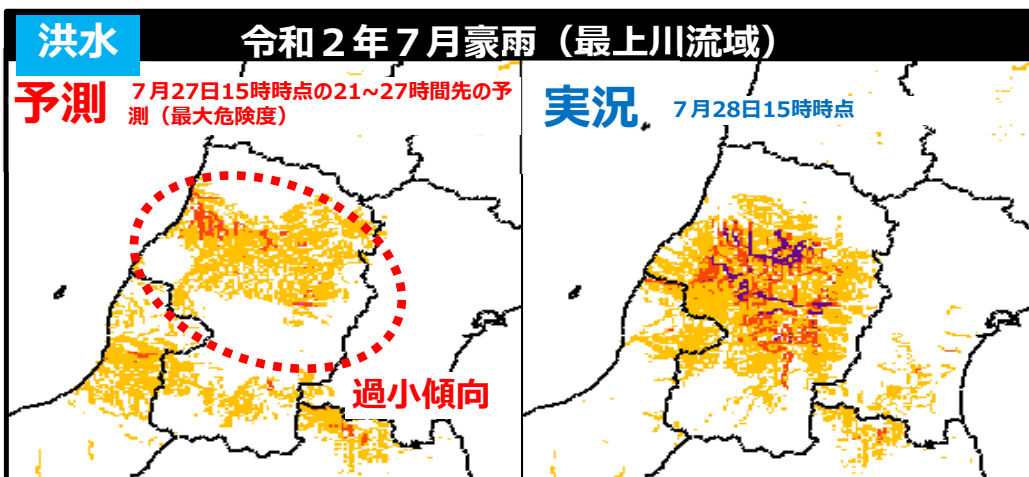 洪水
令和２年７月豪雨（最上川流域）
予測
７月27日15時時点の21~27時間先の予
測（最大危険度）
実況
７月28日15時時点
過小傾向